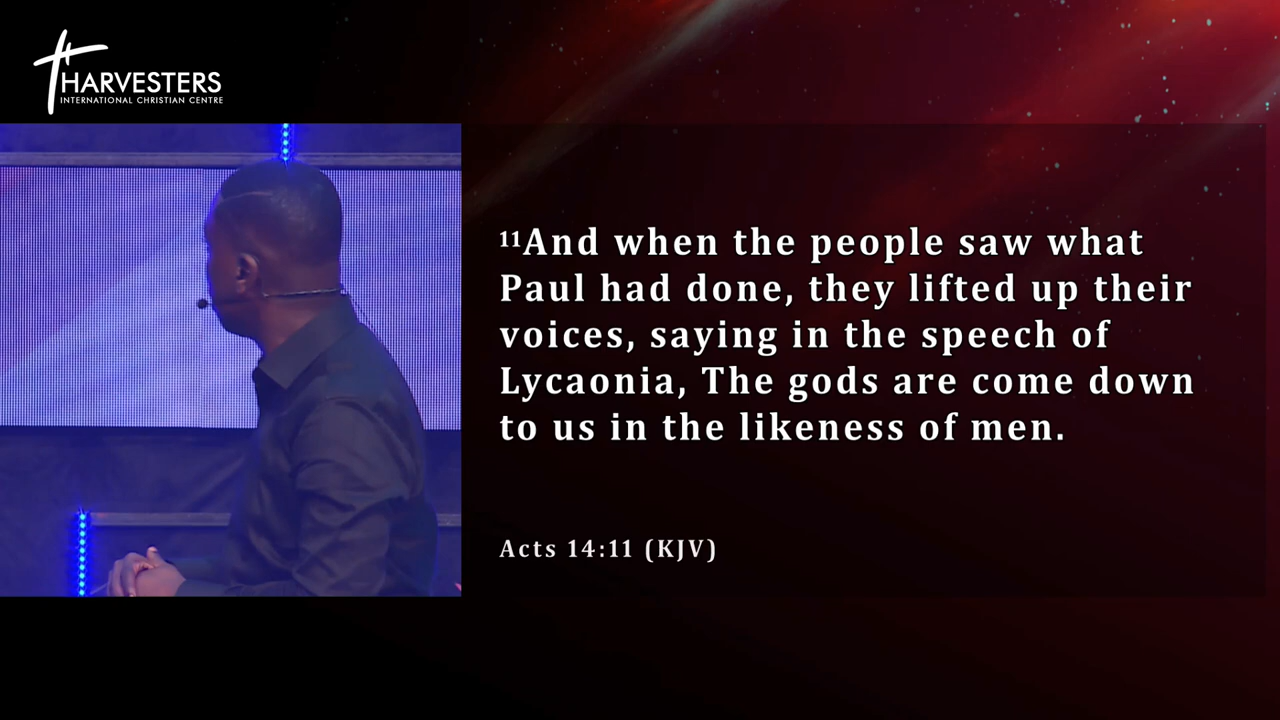 HARVESTERS
INTERNATIONAL CHRISTIAN CENTRE
¹¹And when the people saw what
Paul had done, they lifted up their
voices, saying in the speech of
Lycaonia, The gods are come down
to us in the likeness of men.
Acts 14:11 (KJV)